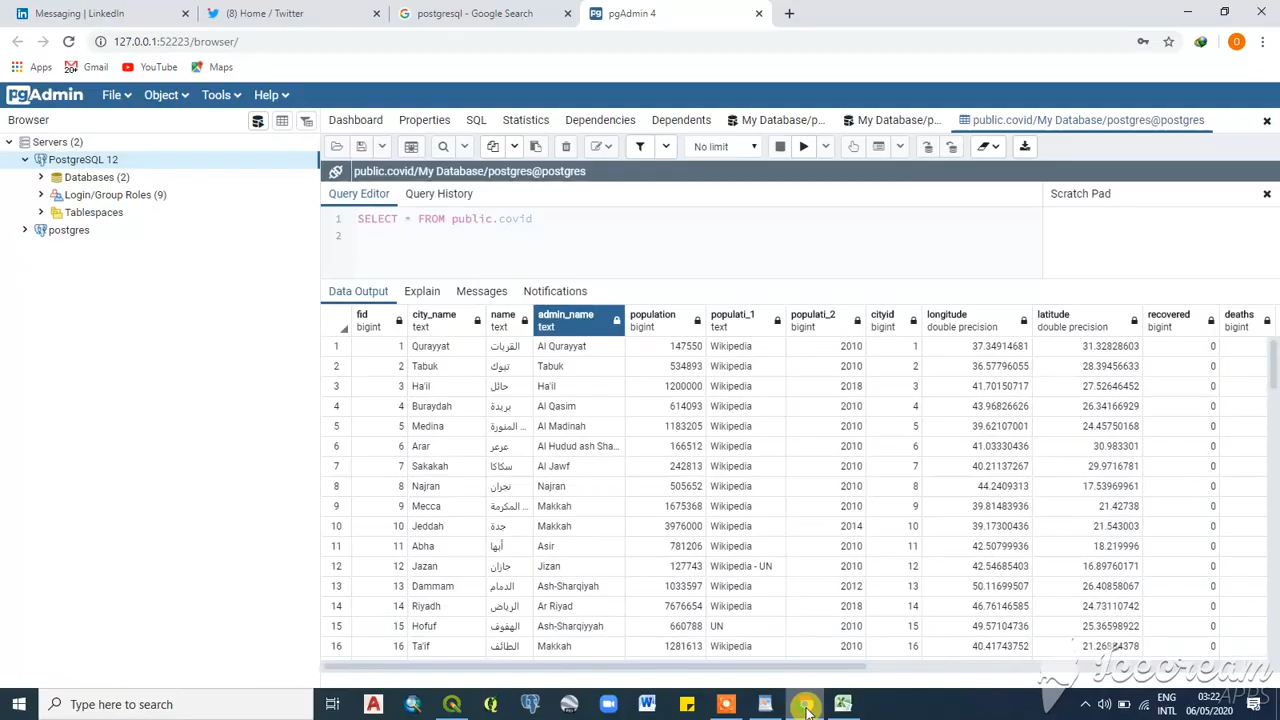 Messaging | LinkedIn
(8) Home / Twitter
postgresql - Google Search
pgAdmin 4
127.0.0.1:52223/browser/
Apps
Gmail
YouTube
Maps
pgAdmin
File
Object
Tools
Help
Browser
Dashboard
Properties
SQL
Statistics
Dependencies
Dependents
My Database/p...
My Database/p...
public.covid/My Database/postgres@postgres
Servers (2)
PostgreSQL 12
Databases (2)
Login/Group Roles (9)
Tablespaces
postgres
No limit
public.covid/My Database/postgres@postgres
Query Editor
Query History
Scratch Pad
1 SELECT * FROM public.covid
2
Data Output
Explain
Messages
Notifications
fid city_name name admin_name population populati_1 populati_2 cityid longitude latitude recovered deaths
bigint text text text bigint text bigint bigint double precision double precision bigint bigint
1 1 Qurayyat القريات Al Qurayyat 147550 Wikipedia 2010 1 37.34914681 31.32828603 0
2 2 Tabuk تبوك Tabuk 534893 Wikipedia 2010 2 36.57796055 28.39456633 0
3 3 Ha'il حائل Ha'il 1200000 Wikipedia 2018 3 41.70150717 27.52646452 0
4 4 Buraydah بريدة Al Qasim 614093 Wikipedia 2010 4 43.96826626 26.34166929 0
5 5 Medina المنورة ... Al Madinah 1183205 Wikipedia 2010 5 39.62107001 24.45750168 0
6 6 Arar عرعر Al Hudud ash Sha... 166512 Wikipedia 2010 6 41.03330436 30.983301 0
7 7 Sakakah سكاكا Al Jawf 242813 Wikipedia 2010 7 40.21137267 29.9716781 0
8 8 Najran نجران Najran 505652 Wikipedia 2010 8 44.2409313 17.53969961 0
9 9 Mecca المكرمة ... Makkah 1675368 Wikipedia 2010 9 39.81483936 21.42738 0
10 10 Jeddah جدة Makkah 3976000 Wikipedia 2014 10 39.17300436 21.543003 0
11 11 Abha أبها Asir 781206 Wikipedia 2010 11 42.50799936 18.219996 0
12 12 Jazan جازان Jizan 127743 Wikipedia - UN 2010 12 42.54685403 16.89760171 0
13 13 Dammam الدمام Ash-Sharqiyah 1033597 Wikipedia 2012 13 50.11699507 26.40858067 0
14 14 Riyadh الرياض Ar Riyad 7676654 Wikipedia 2018 14 46.76146585 24.73110742 0
15 15 Hofuf الهفوف Ash-Sharqiyyah 660788 UN 2010 15 49.57104736 25.36598922 0
16 16 Ta'if الطائف Makkah 1281613 Wikipedia 2010 16 40.41743752 0
Icecream
APPS
Type here to search
ENG
INTL
03:22
06/05/2020